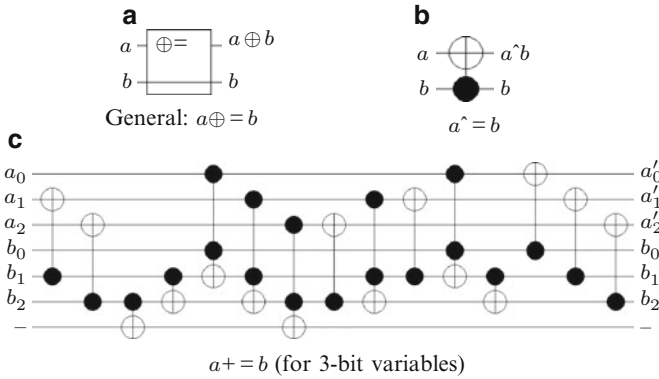 a
a ⊕= a ⊕ b
b b
General: a ⊕ = b
b
a a ˆ b
b b
a ˆ = b
c
a₀ a′₀
a₁ a′₁
a₂ a′₂
b₀ b₀
b₁ b₁
b₂ b₂
– –
a + = b (for 3-bit variables)